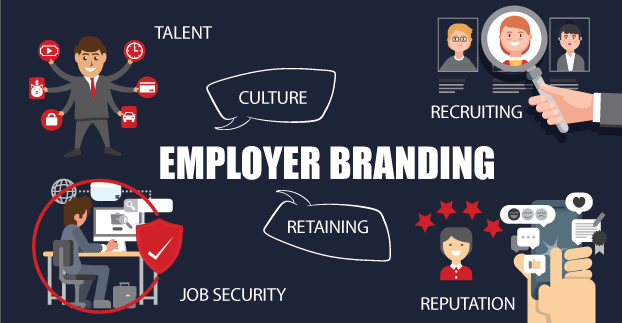 TALENT
CULTURE
RECRUITING
EMPLOYER BRANDING
RETAINING
JOB SECURITY
REPUTATION